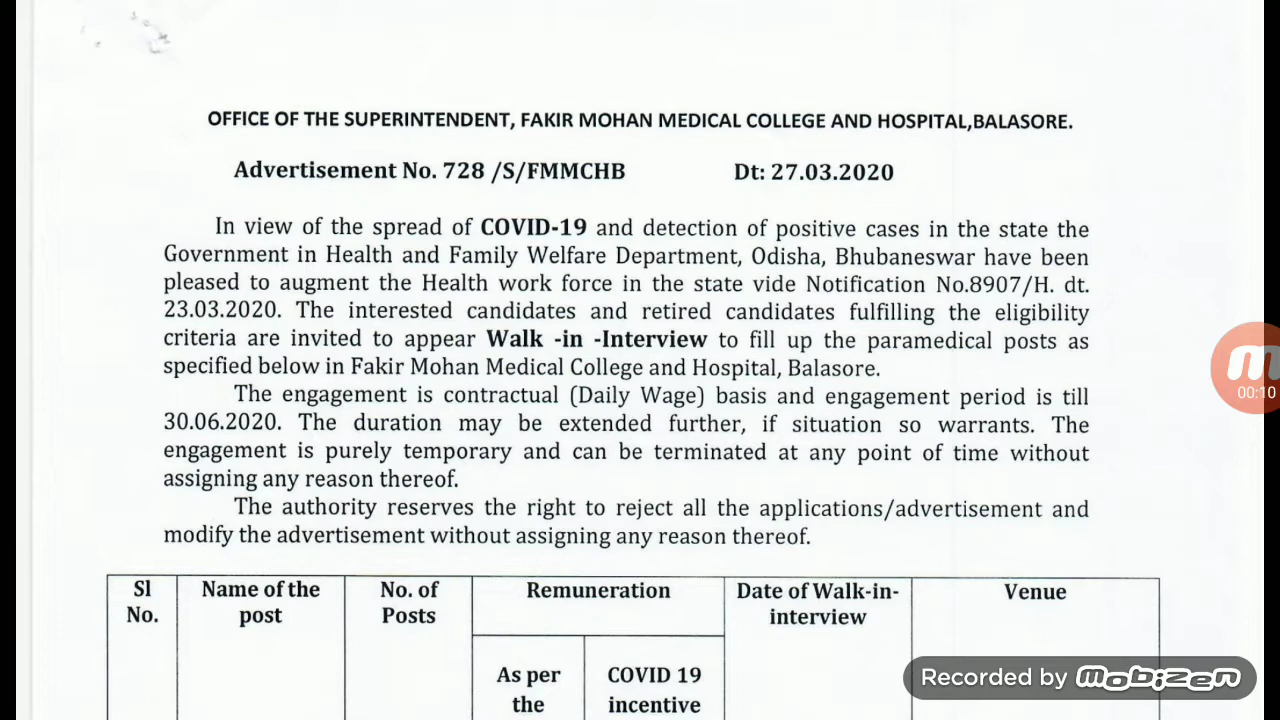 OFFICE OF THE SUPERINTENDENT, FAKIR MOHAN MEDICAL COLLEGE AND HOSPITAL,BALASORE.
Advertisement No. 728 /S/FMMCHB Dt: 27.03.2020
In view of the spread of COVID-19 and detection of positive cases in the state the
Government in Health and Family Welfare Department, Odisha, Bhubaneswar have been
pleased to augment the Health work force in the state vide Notification No.8907/H. dt.
23.03.2020. The interested candidates and retired candidates fulfilling the eligibility
criteria are invited to appear Walk -in -Interview to fill up the paramedical posts as
specified below in Fakir Mohan Medical College and Hospital, Balasore.
The engagement is contractual (Daily Wage) basis and engagement period is till
30.06.2020. The duration may be extended further, if situation so warrants. The
engagement is purely temporary and can be terminated at any point of time without
assigning any reason thereof.
The authority reserves the right to reject all the applications/advertisement and
modify the advertisement without assigning any reason thereof.
Sl No. Name of the post No. of Posts Remuneration Date of Walk-in-interview Venue
As per the COVID 19 incentive
00:10
Recorded by mobizen